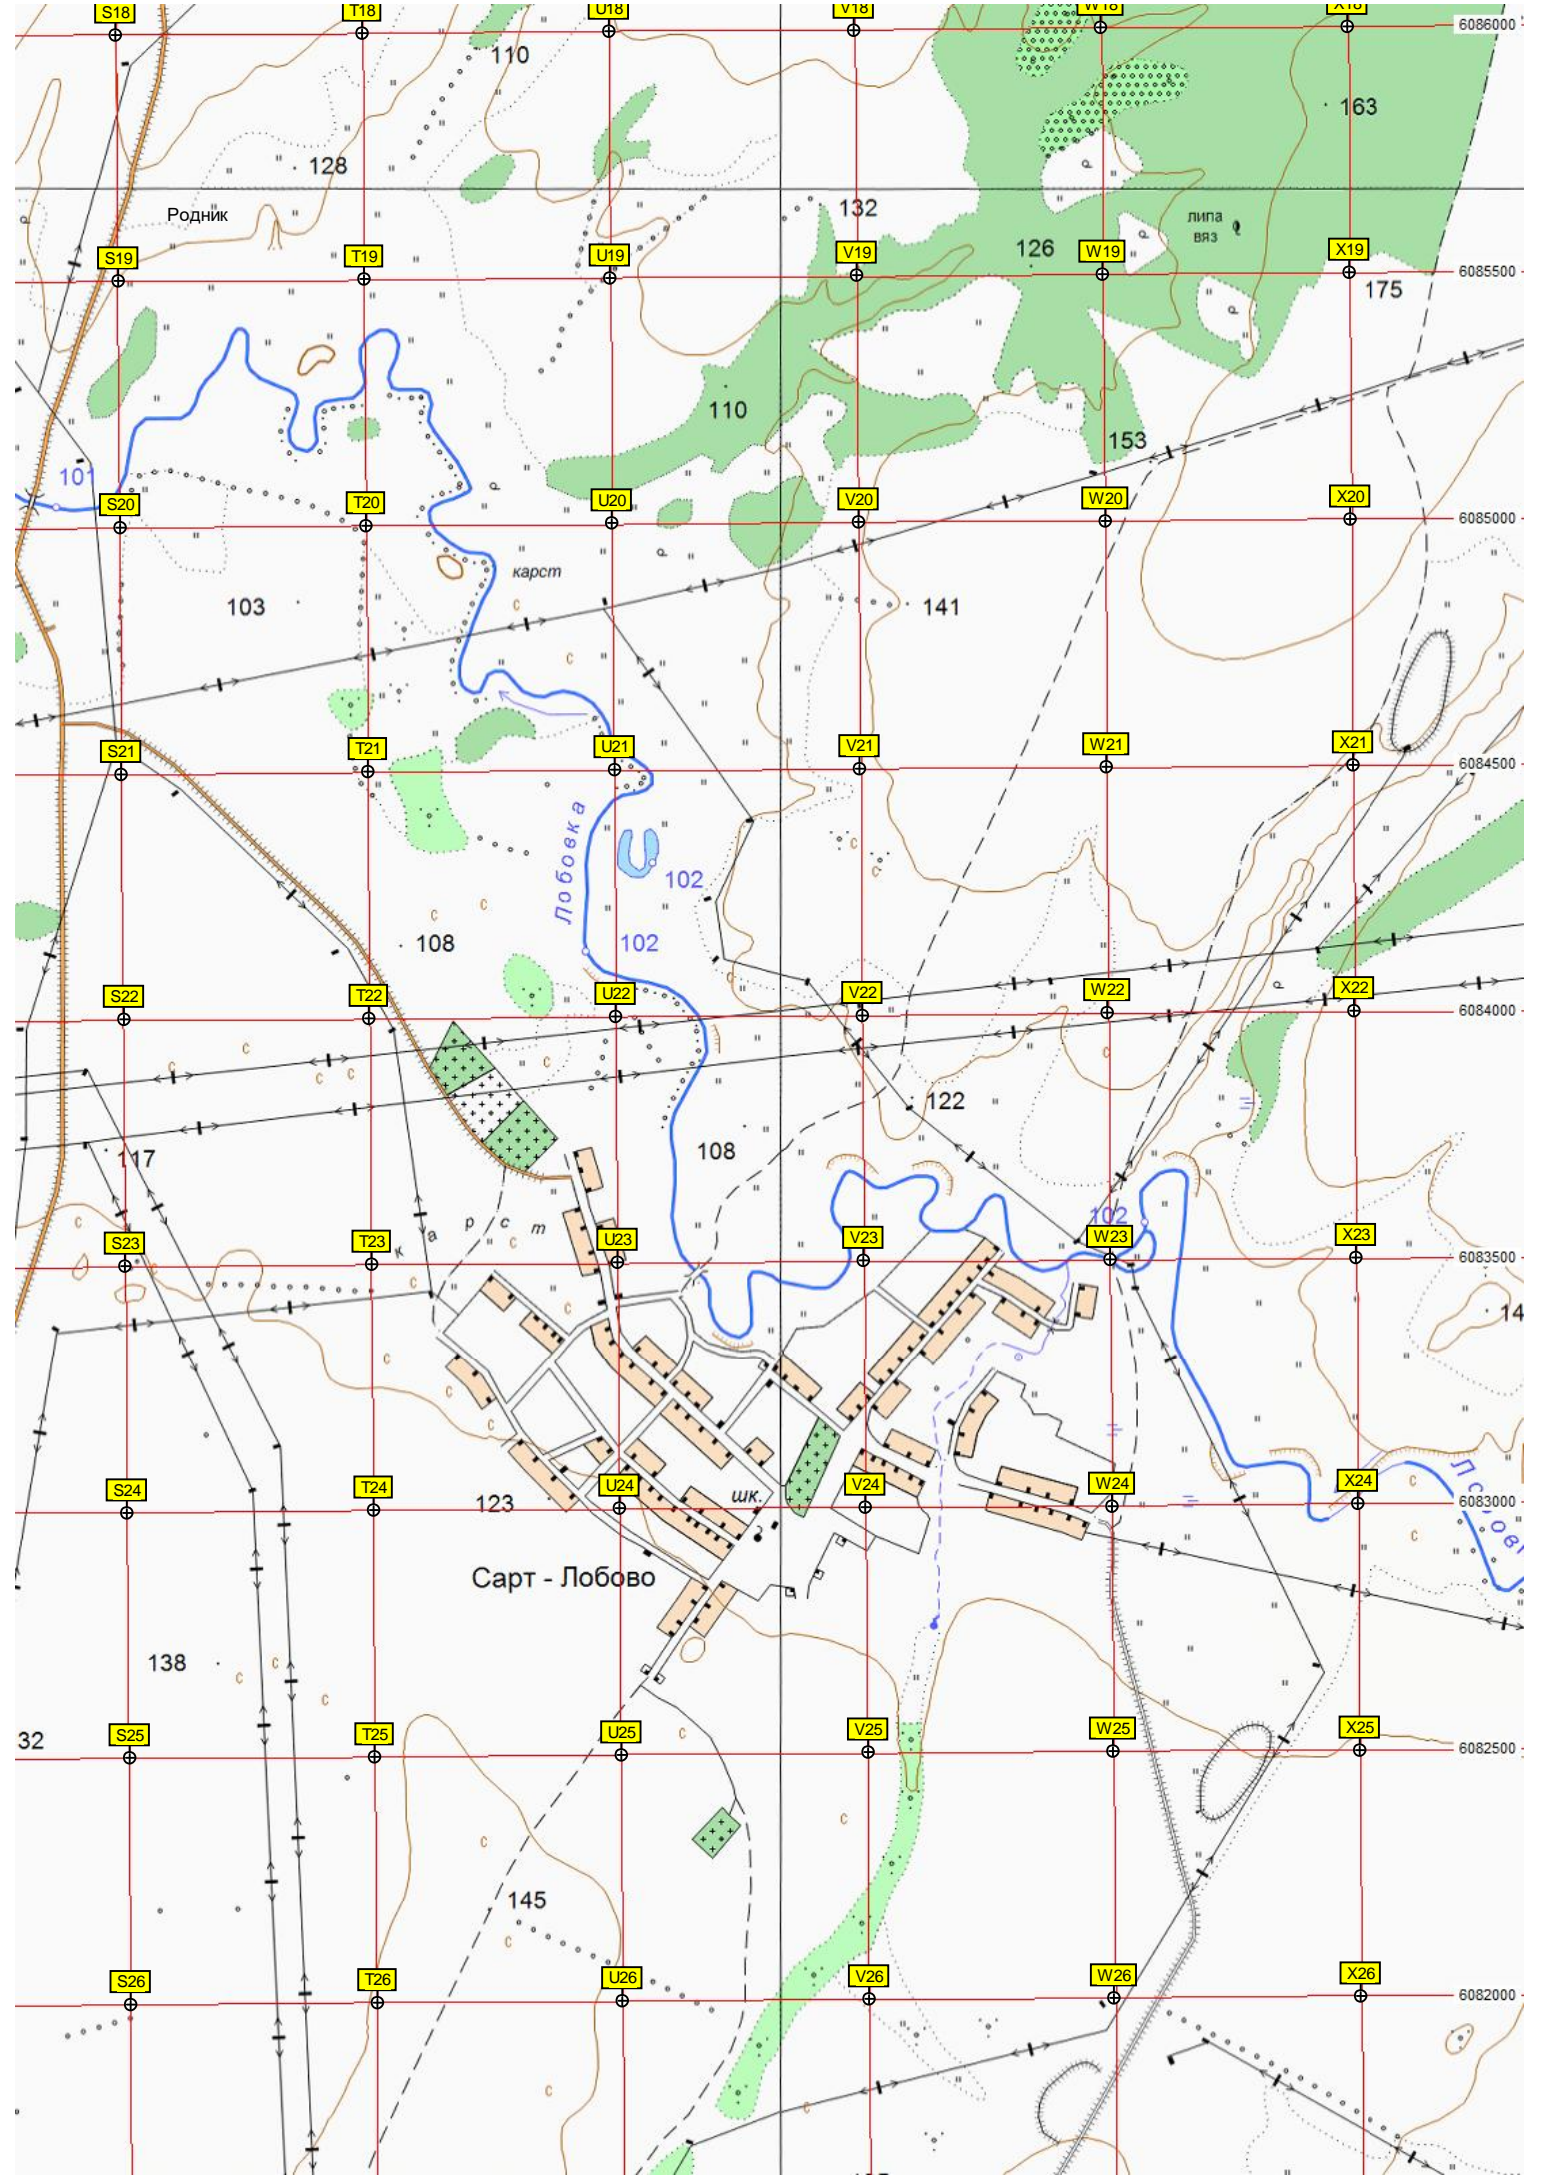 S18
T18
U18
V18
W18
X18
6086000
110
163
128
Родник
132
липа
вяз
126
S19
T19
U19
V19
W19
X19
6085500
175
110
153
101
S20
T20
U20
V20
W20
X20
6085000
карст
с
103
141
с
S21
T21
U21
V21
W21
X21
6084500
Лобовка
с
с
102
с
с
108
102
с
S22
T22
U22
V22
W22
X22
6084000
с
с
с
с
с
с
122
108
117
102
карст
с
с
S23
T23
U23
V23
W23
X23
6083500
с
с
14
с
с
с
S24
T24
U24
V24
W24
X24
6083000
123
шк.
с
с
Сарт - Лобово
138
с
с
с
32
S25
T25
U25
V25
W25
X25
6082500
с
с
с
145
с
S26
T26
U26
V26
W26
X26
6082000
с
с